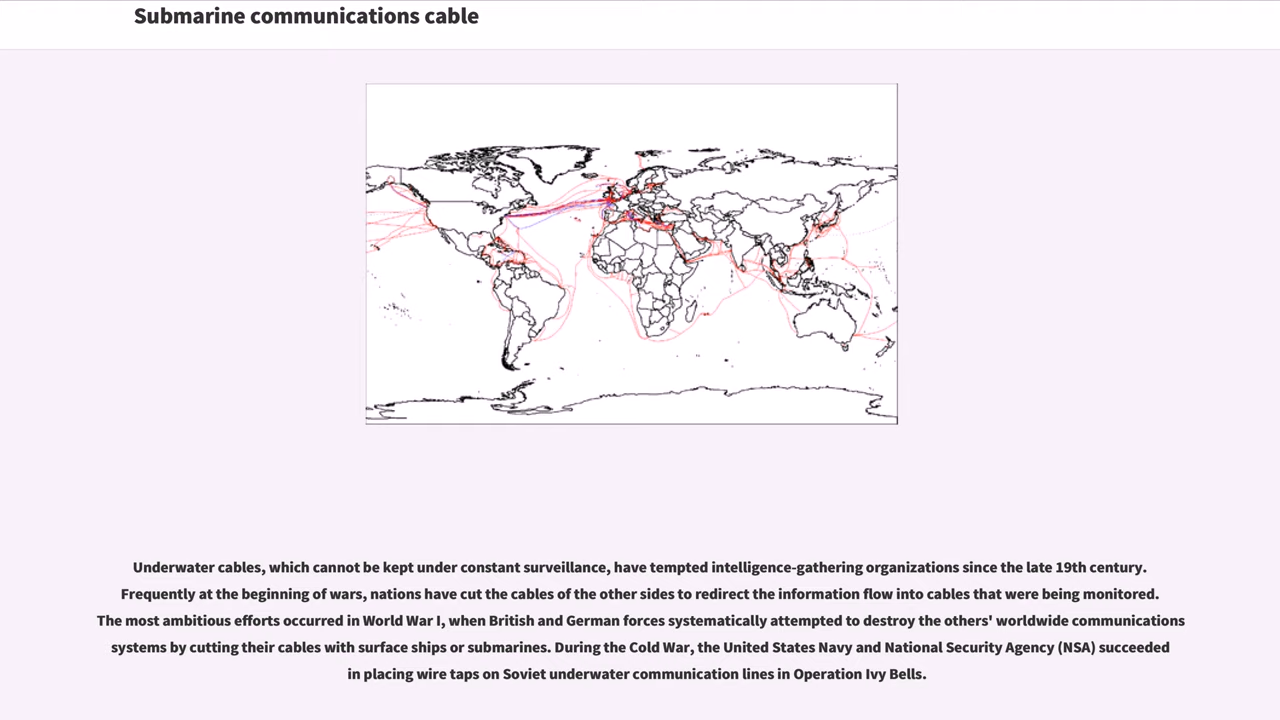 Submarine communications cable
Underwater cables, which cannot be kept under constant surveillance, have tempted intelligence-gathering organizations since the late 19th century.
Frequently at the beginning of wars, nations have cut the cables of the other sides to redirect the information flow into cables that were being monitored.
The most ambitious efforts occurred in World War I, when British and German forces systematically attempted to destroy the others' worldwide communications
systems by cutting their cables with surface ships or submarines. During the Cold War, the United States Navy and National Security Agency (NSA) succeeded
in placing wire taps on Soviet underwater communication lines in Operation Ivy Bells.